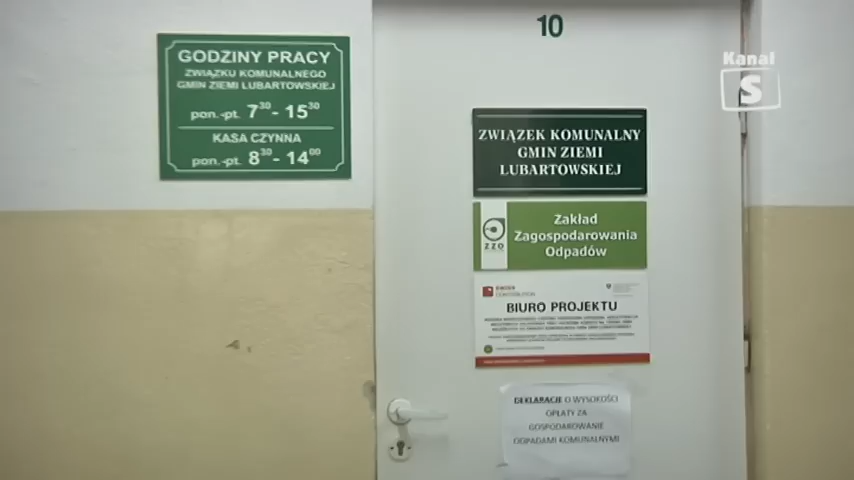 10
Kanal
S
GODZINY PRACY
ZWIĄZKU KOMUNALNEGO
GMIN ZIEMI LUBARTOWSKIEJ
pon.-pt. 7³⁰ - 15³⁰
KASA CZYNNA
pon.-pt. 8³⁰ - 14⁰⁰
ZWIĄZEK KOMUNALNY
GMIN ZIEMI
LUBARTOWSKIEJ
ZZO
Zakład
Zagospodarowania
Odpadów
BIURO PROJEKTU
DEKLARACJE O WYSOKOŚCI
OPŁATY ZA
GOSPODAROWANIE
ODPADAMI KOMUNALNYMI